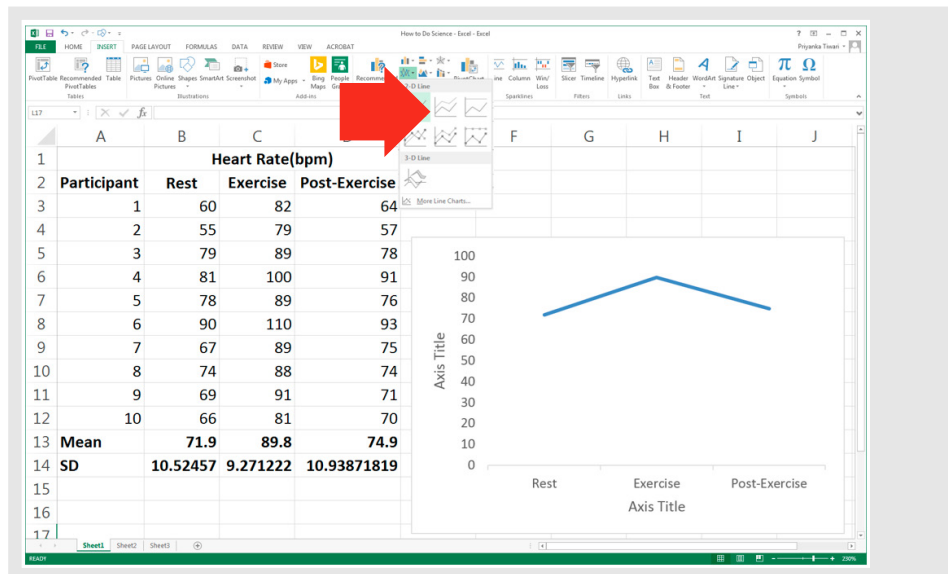 How to Do Science - Excel - Excel
FILE HOME INSERT PAGE LAYOUT FORMULAS DATA REVIEW VIEW ACROBAT Priyanka Tiwari
PivotTable Recommended PivotTables Table Pictures Online Pictures Shapes SmartArt Screenshot Store My Apps Bing Maps People Column Win/Loss Slicer Timeline Hyperlink Text Box Header & Footer WordArt Signature Line Object Equation Symbol
Tables Illustrations Add-ins Sparklines Filters Links Text Symbols
2-D Line
L17 fx
A B C F G H I J
3-D Line
More Line Charts...
1 Heart Rate(bpm)
2 Participant Rest Exercise Post-Exercise
3 1 60 82 64
4 2 55 79 57
5 3 79 89 78
6 4 81 100 91
7 5 78 89 76
8 6 90 110 93
9 7 67 89 75
10 8 74 88 74
11 9 69 91 71
12 10 66 81 70
13 Mean 71.9 89.8 74.9
14 SD 10.52457 9.271222 10.93871819
15
16
17
100
90
80
70
60
50
40
30
20
10
0
Axis Title
Rest Exercise Post-Exercise
Axis Title
Sheet1 Sheet2 Sheet3
READY 250%